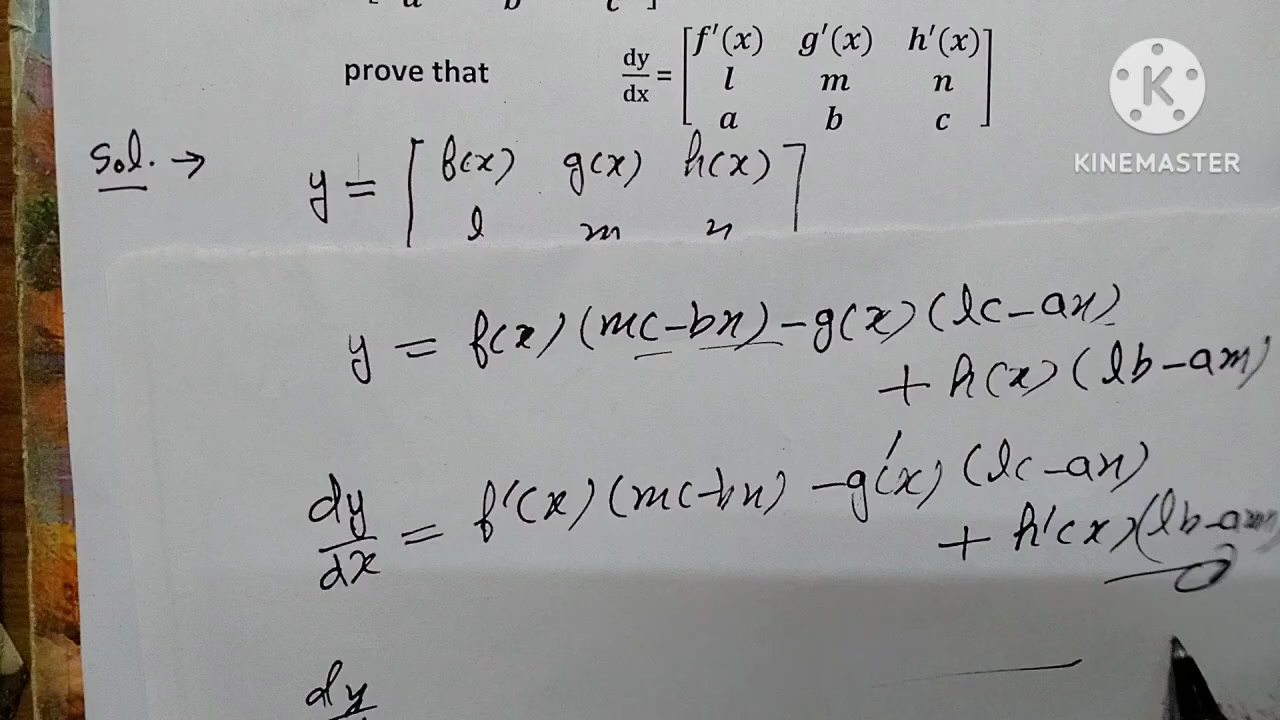 [ a b c ]
prove that dy/dx = [f′(x) g′(x) h′(x)]
l m n
a b c
KINEMASTER
Sol. → y = [ f(x) g(x) h(x) ]
l m n
y = f(x) (mc-bn) - g(x) (lc-an)
+ h(x) (lb-am)
dy/dx = f'(x) (mc-bn) - g'(x) (lc-an)
+ h'(x) (lb-am
dy